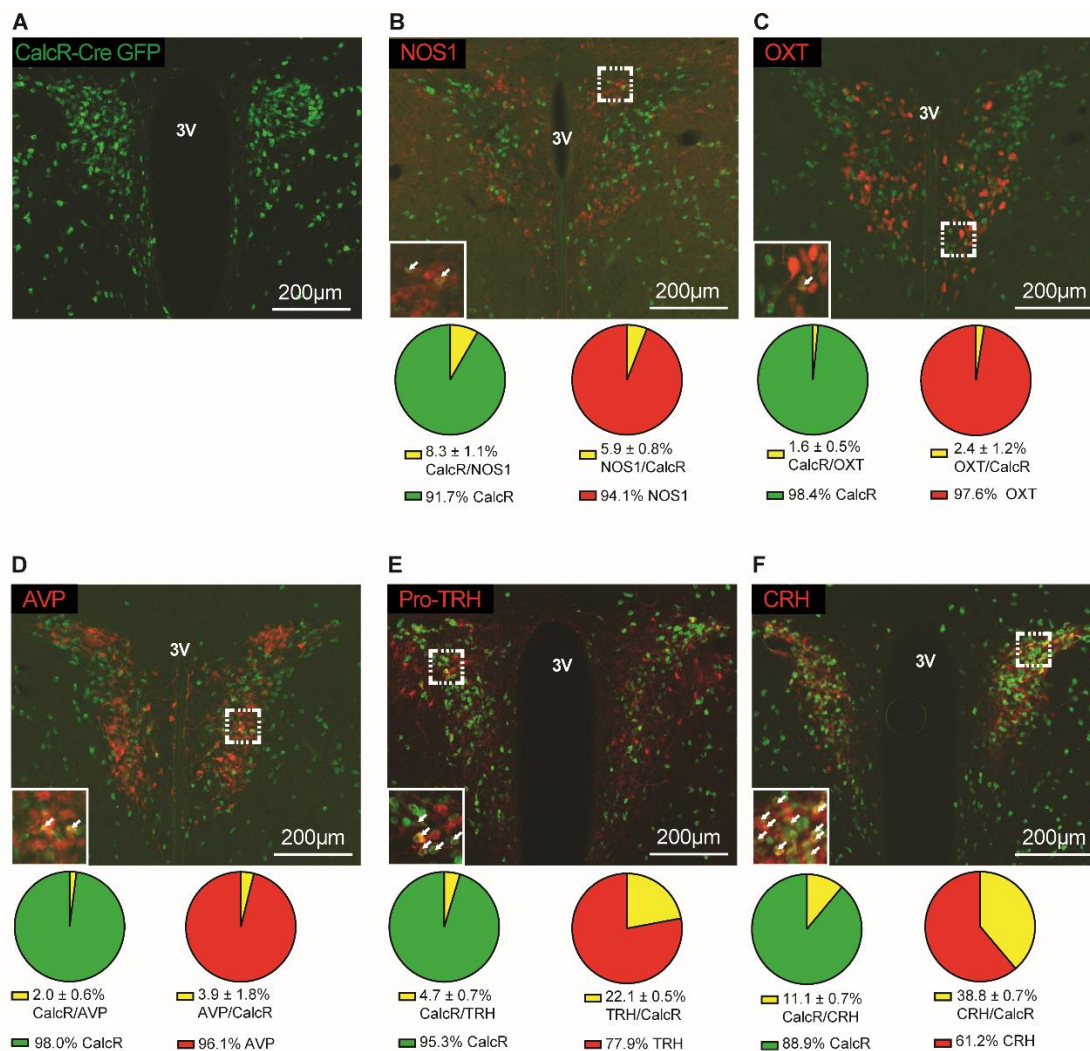 A
CalcR-Cre GFP
3V
200µm
B
NOS1
3V
200µm
8.3 ± 1.1%
CalcR/NOS1
91.7% CalcR
5.9 ± 0.8%
NOS1/CalcR
94.1% NOS1
C
OXT
3V
200µm
1.6 ± 0.5%
CalcR/OXT
98.4% CalcR
2.4 ± 1.2%
OXT/CalcR
97.6% OXT
D
AVP
3V
200µm
2.0 ± 0.6%
CalcR/AVP
98.0% CalcR
3.9 ± 1.8%
AVP/CalcR
96.1% AVP
E
Pro-TRH
3V
200µm
4.7 ± 0.7%
CalcR/TRH
95.3% CalcR
22.1 ± 0.5%
TRH/CalcR
77.9% TRH
F
CRH
3V
200µm
11.1 ± 0.7%
CalcR/CRH
88.9% CalcR
38.8 ± 0.7%
CRH/CalcR
61.2% CRH